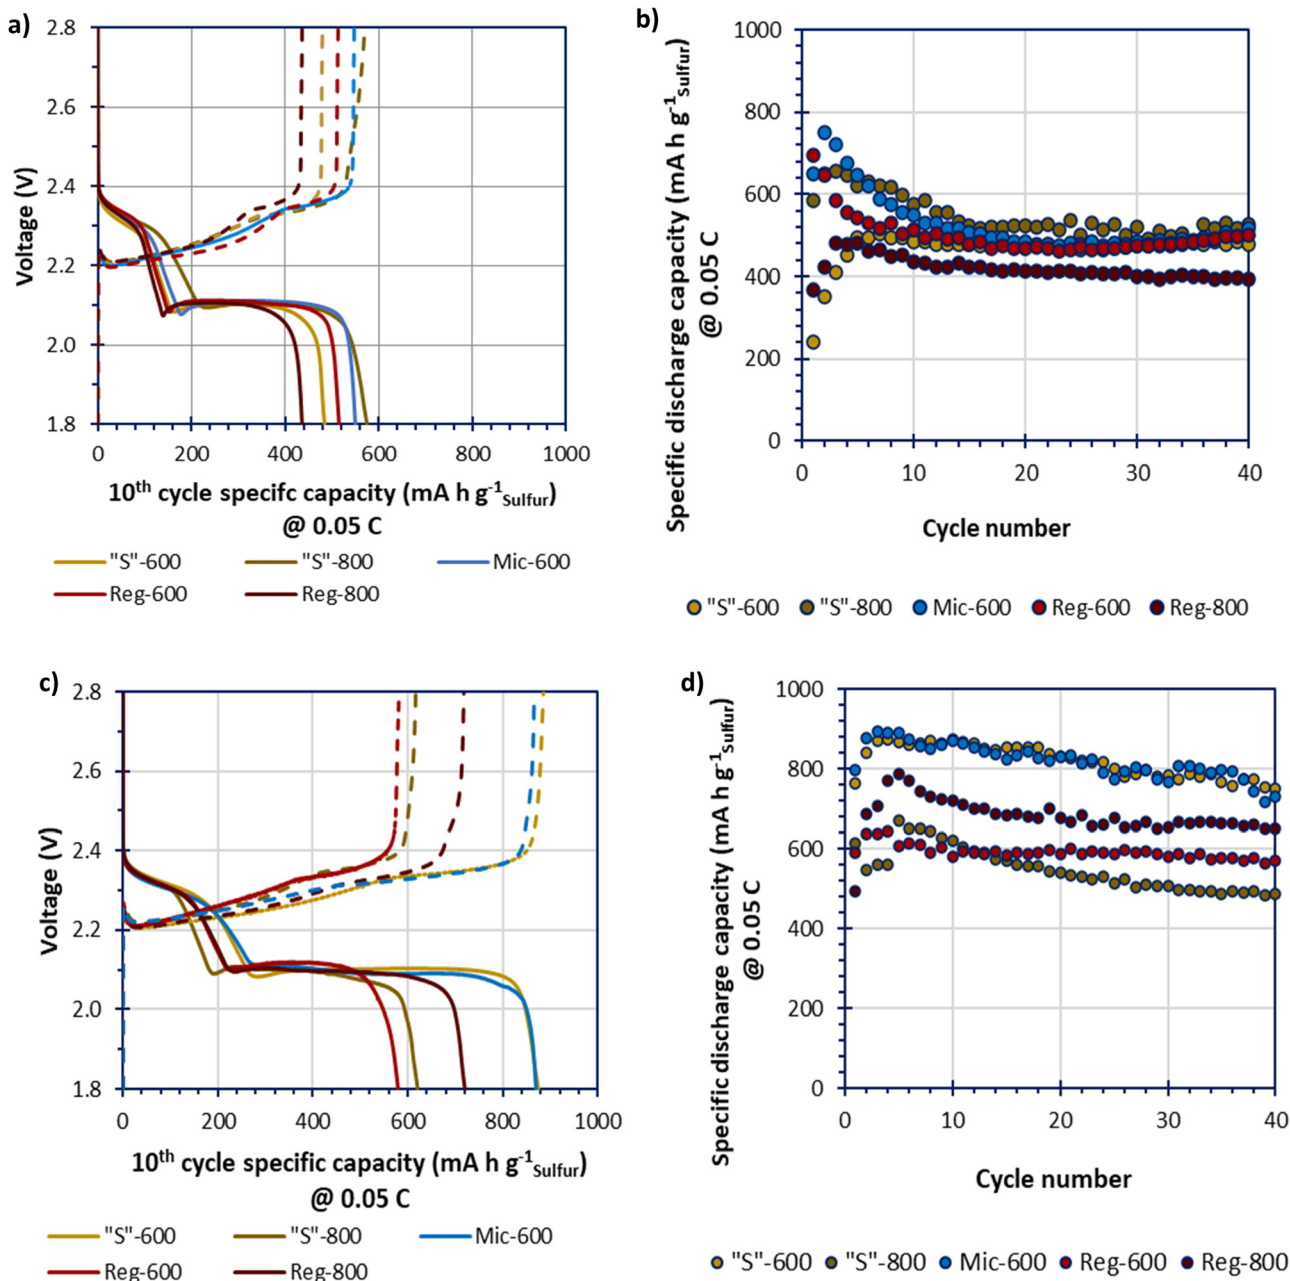 a)
2.8
2.6
2.4
2.2
2.0
1.8
Voltage (V)
0 200 400 600 800 1000
10th cycle specifc capacity (mA h g-1Sulfur)
@ 0.05 C
"S"-600 "S"-800 Mic-600
Reg-600 Reg-800
b)
1000
800
600
400
200
0
Specific discharge capacity (mA h g-1Sulfur)
@ 0.05 C
0 10 20 30 40
Cycle number
"S"-600 "S"-800 Mic-600 Reg-600 Reg-800
c)
2.8
2.6
2.4
2.2
2.0
1.8
Voltage (V)
0 200 400 600 800 1000
10th cycle specific capacity (mA h g-1Sulfur)
@ 0.05 C
"S"-600 "S"-800 Mic-600
Reg-600 Reg-800
d)
1000
800
600
400
200
0
Specific discharge capacity (mA h g-1Sulfur)
@ 0.05 C
0 10 20 30 40
Cycle number
"S"-600 "S"-800 Mic-600 Reg-600 Reg-800